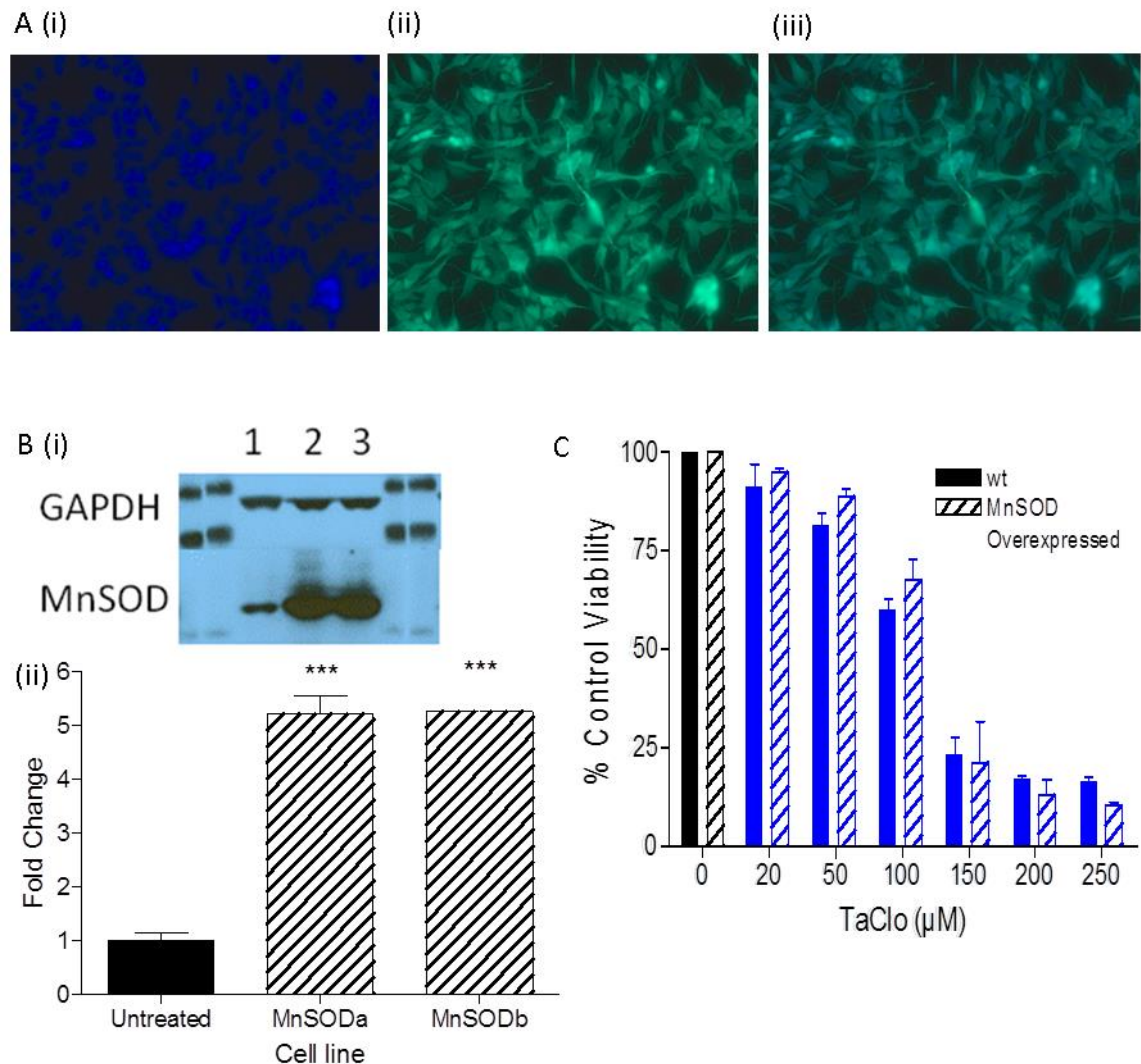 A (i)
(ii)
(iii)
B (i)
1 2 3
GAPDH
MnSOD
(ii)
6
5
4
3
2
1
0
Fold Change
*** ***
Untreated MnSODa MnSODb
Cell line
C
100
75
50
25
0
% Control Viability
wt
MnSOD
Overexpressed
0 20 50 100 150 200 250
TaClo (µM)